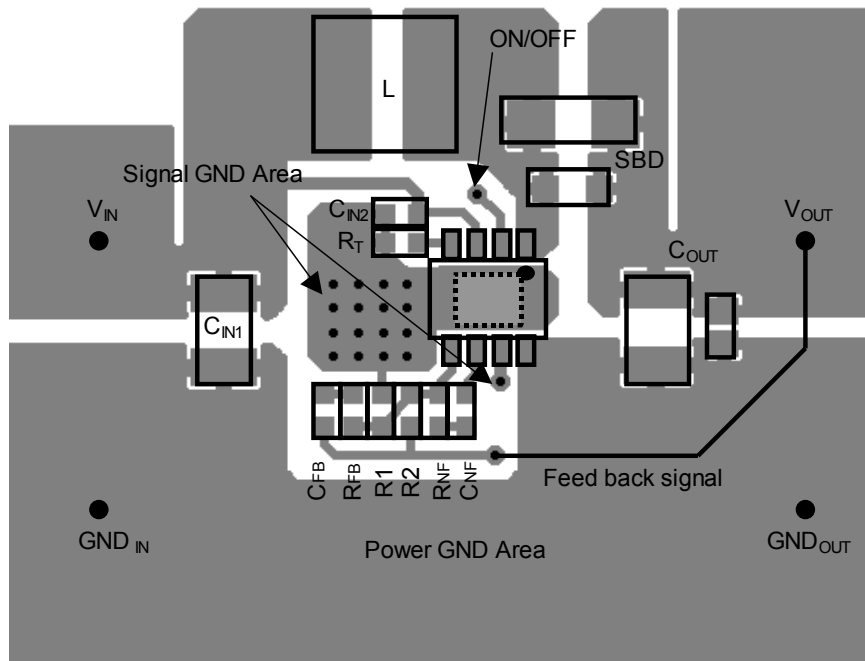 ON/OFF
L
SBD
Signal GND Area
CIN2
VIN
VOUT
RT
COUT
CIN1
CFB
RFB
R1
R2
RNF
CNF
Feed back signal
GND IN
Power GND Area
GNDOUT